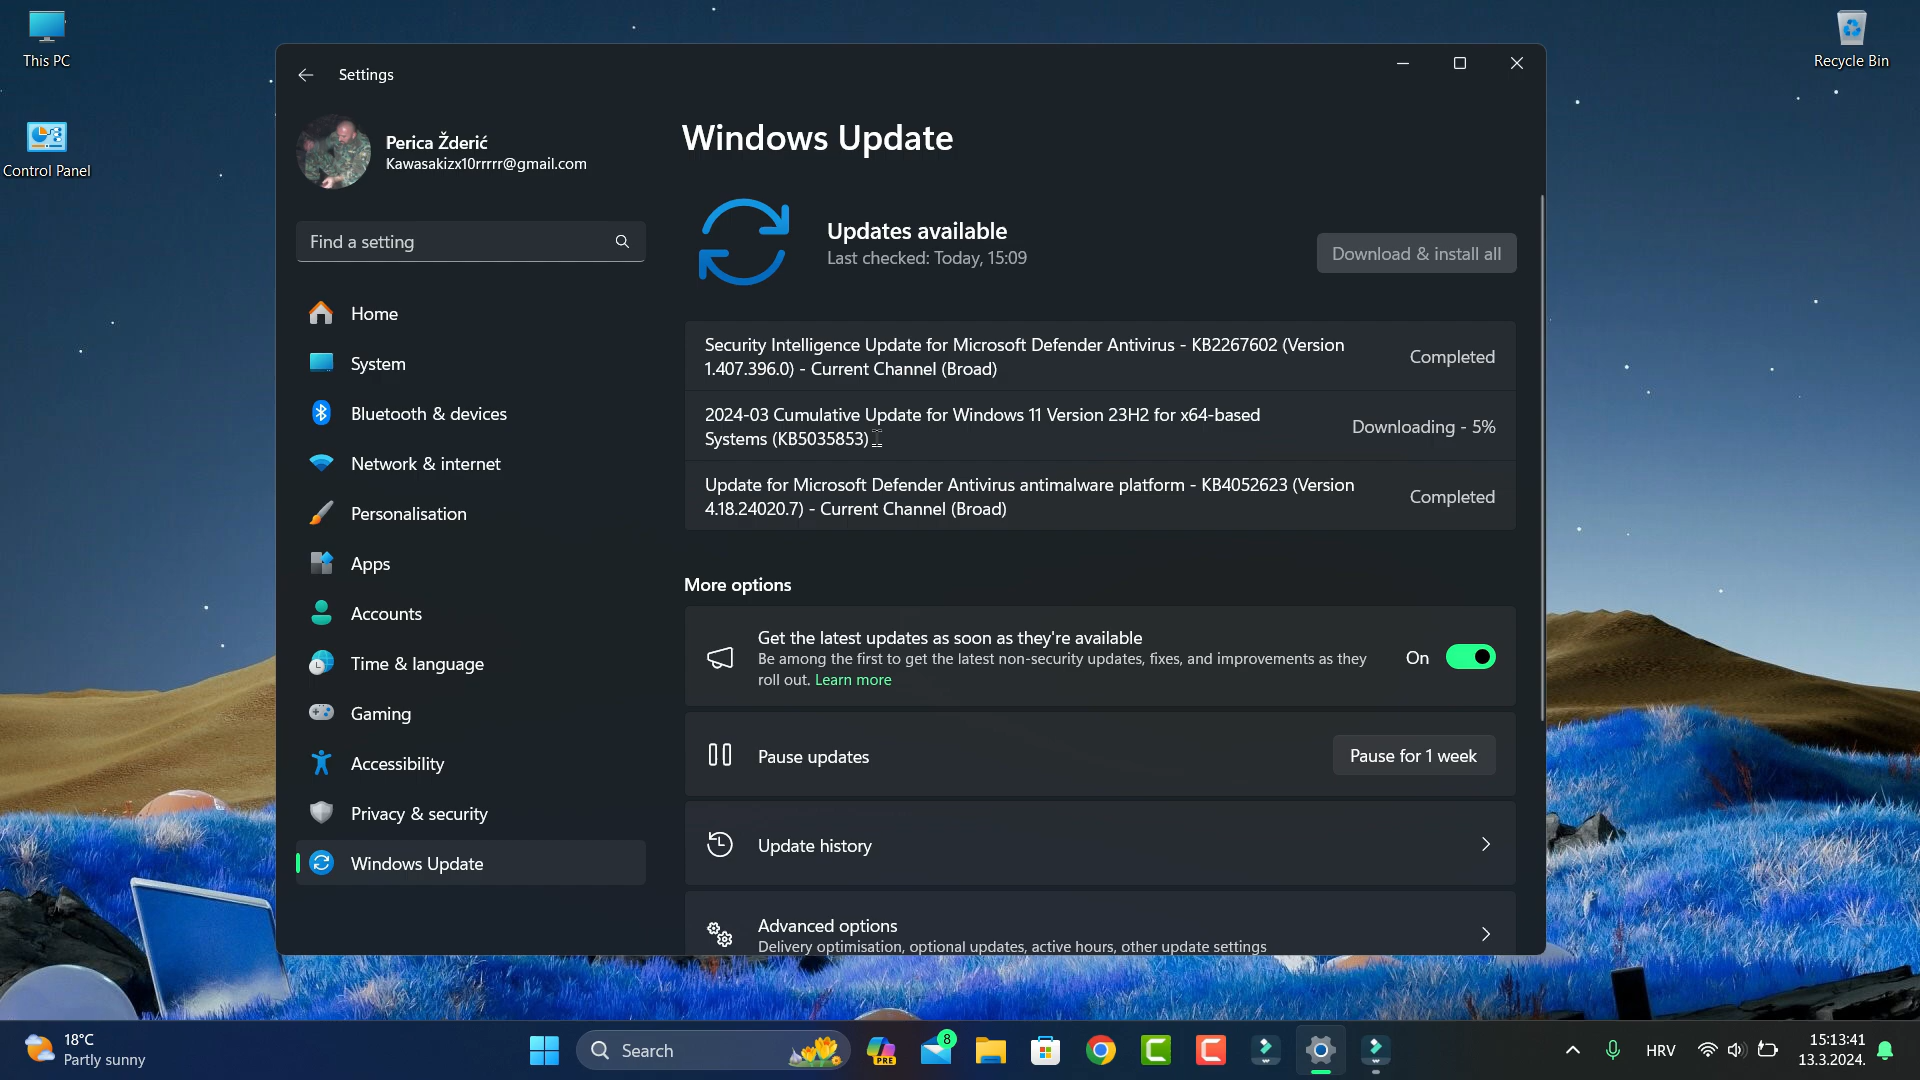 This PC
Control Panel
Recycle Bin
Settings
Perica Žderić
Kawasakizx10rrrrr@gmail.com
Find a setting
Home
System
Bluetooth & devices
Network & internet
Personalisation
Apps
Accounts
Time & language
Gaming
Accessibility
Privacy & security
Windows Update
Windows Update
Updates available
Last checked: Today, 15:09
Download & install all
Security Intelligence Update for Microsoft Defender Antivirus - KB2267602 (Version
1.407.396.0) - Current Channel (Broad)
Completed
2024-03 Cumulative Update for Windows 11 Version 23H2 for x64-based
Systems (KB5035853)
Downloading - 5%
Update for Microsoft Defender Antivirus antimalware platform - KB4052623 (Version
4.18.24020.7) - Current Channel (Broad)
Completed
More options
Get the latest updates as soon as they're available
Be among the first to get the latest non-security updates, fixes, and improvements as they
roll out. Learn more
On
Pause updates
Pause for 1 week
Update history
Advanced options
Delivery optimisation, optional updates, active hours, other update settings
18°C
Partly sunny
Search
PRE
8
HRV
15:13:41
13.3.2024.